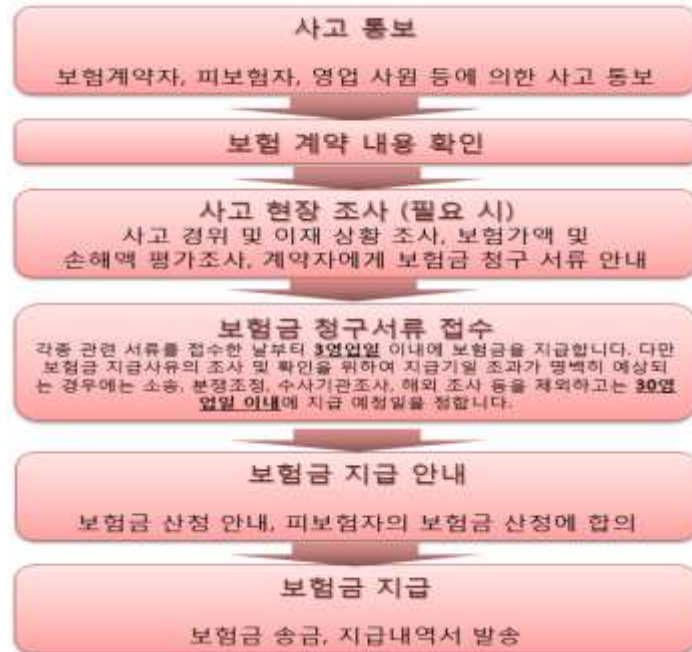 사고 통보
보험계약자, 피보험자, 영업 사원 등에 의한 사고 통보
보험 계약 내용 확인
사고 현장 조사 (필요 시)
사고 경위 및 이재 상황 조사, 보험가액 및
손해액 평가조사, 계약자에게 보험금 청구 서류 안내
보험금 청구서류 접수
각종 관련 서류를 접수한 날부터 3영업일 이내에 보험금을 지급합니다. 다만
보험금 지급사유의 조사 및 확인을 위하여 지급기일 초과가 명백히 예상되
는 경우에는 소송, 분쟁조정, 수사기관조사, 해외 조사 등을 제외하고는 30영
업일 이내에 지급 예정일을 정합니다.
보험금 지급 안내
보험금 산정 안내, 피보험자의 보험금 산정에 합의
보험금 지급
보험금 송금, 지급내역서 발송